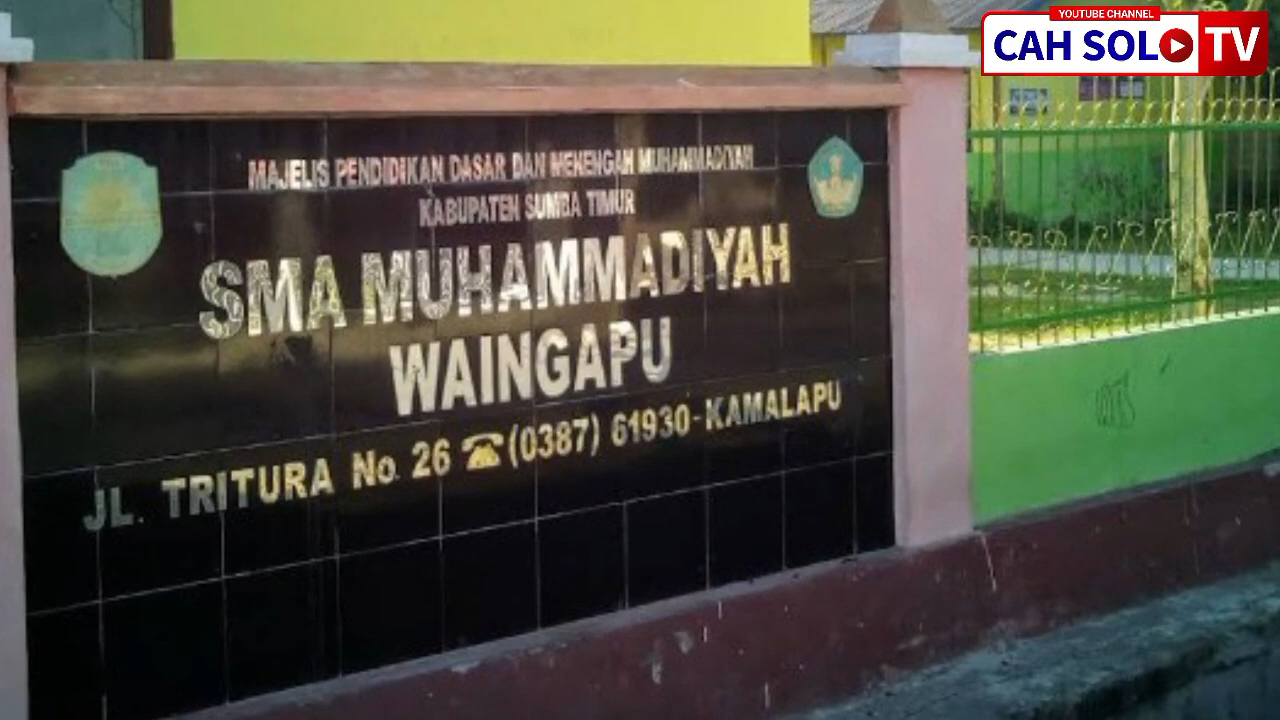 YOUTUBE CHANNEL
CAH SOLO TV
MAJELIS PENDIDIKAN DASAR DAN MENENGAH MUHAMMADIYAH
KABUPATEN SUMBA TIMUR
SMA MUHAMMADIYAH
WAINGAPU
JL. TRITURA No. 26 ☎ (0387) 61930-KAMALAPU